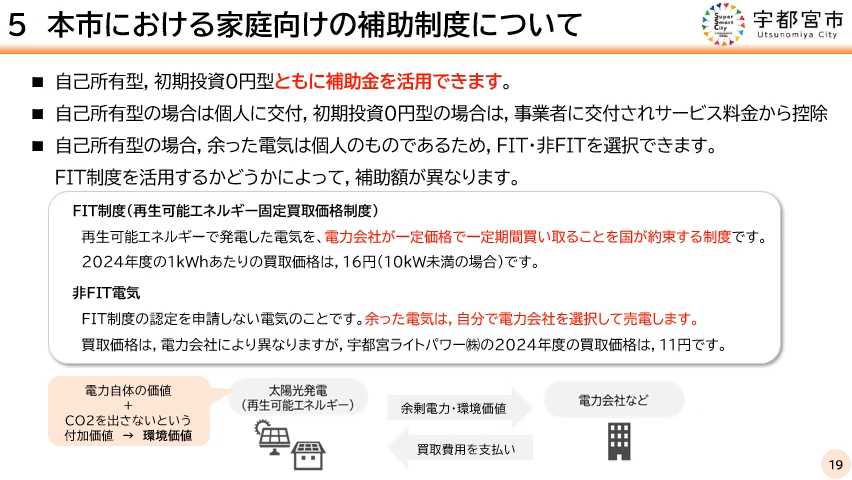 5 本市における家庭向けの補助制度について
Super Smart City
宇都宮市
Utsunomiya City
■ 自己所有型，初期投資０円型ともに補助金を活用できます。
■ 自己所有型の場合は個人に交付，初期投資０円型の場合は，事業者に交付されサービス料金から控除
■ 自己所有型の場合，余った電気は個人のものであるため，FIT・非FITを選択できます。
FIT制度を活用するかどうかによって，補助額が異なります。
FIT制度（再生可能エネルギー固定買取価格制度）
再生可能エネルギーで発電した電気を、電力会社が一定価格で一定期間買い取ることを国が約束する制度です。
2024年度の1kWhあたりの買取価格は，16円（10kW未満の場合）です。
非FIT電気
FIT制度の認定を申請しない電気のことです。余った電気は，自分で電力会社を選択して売電します。
買取価格は，電力会社により異なりますが，宇都宮ライトパワー㈱の2024年度の買取価格は，11円です。
電力自体の価値
＋
CO2を出さないという
付加価値 → 環境価値
太陽光発電
（再生可能エネルギー）
余剰電力・環境価値
買取費用を支払い
電力会社など
19